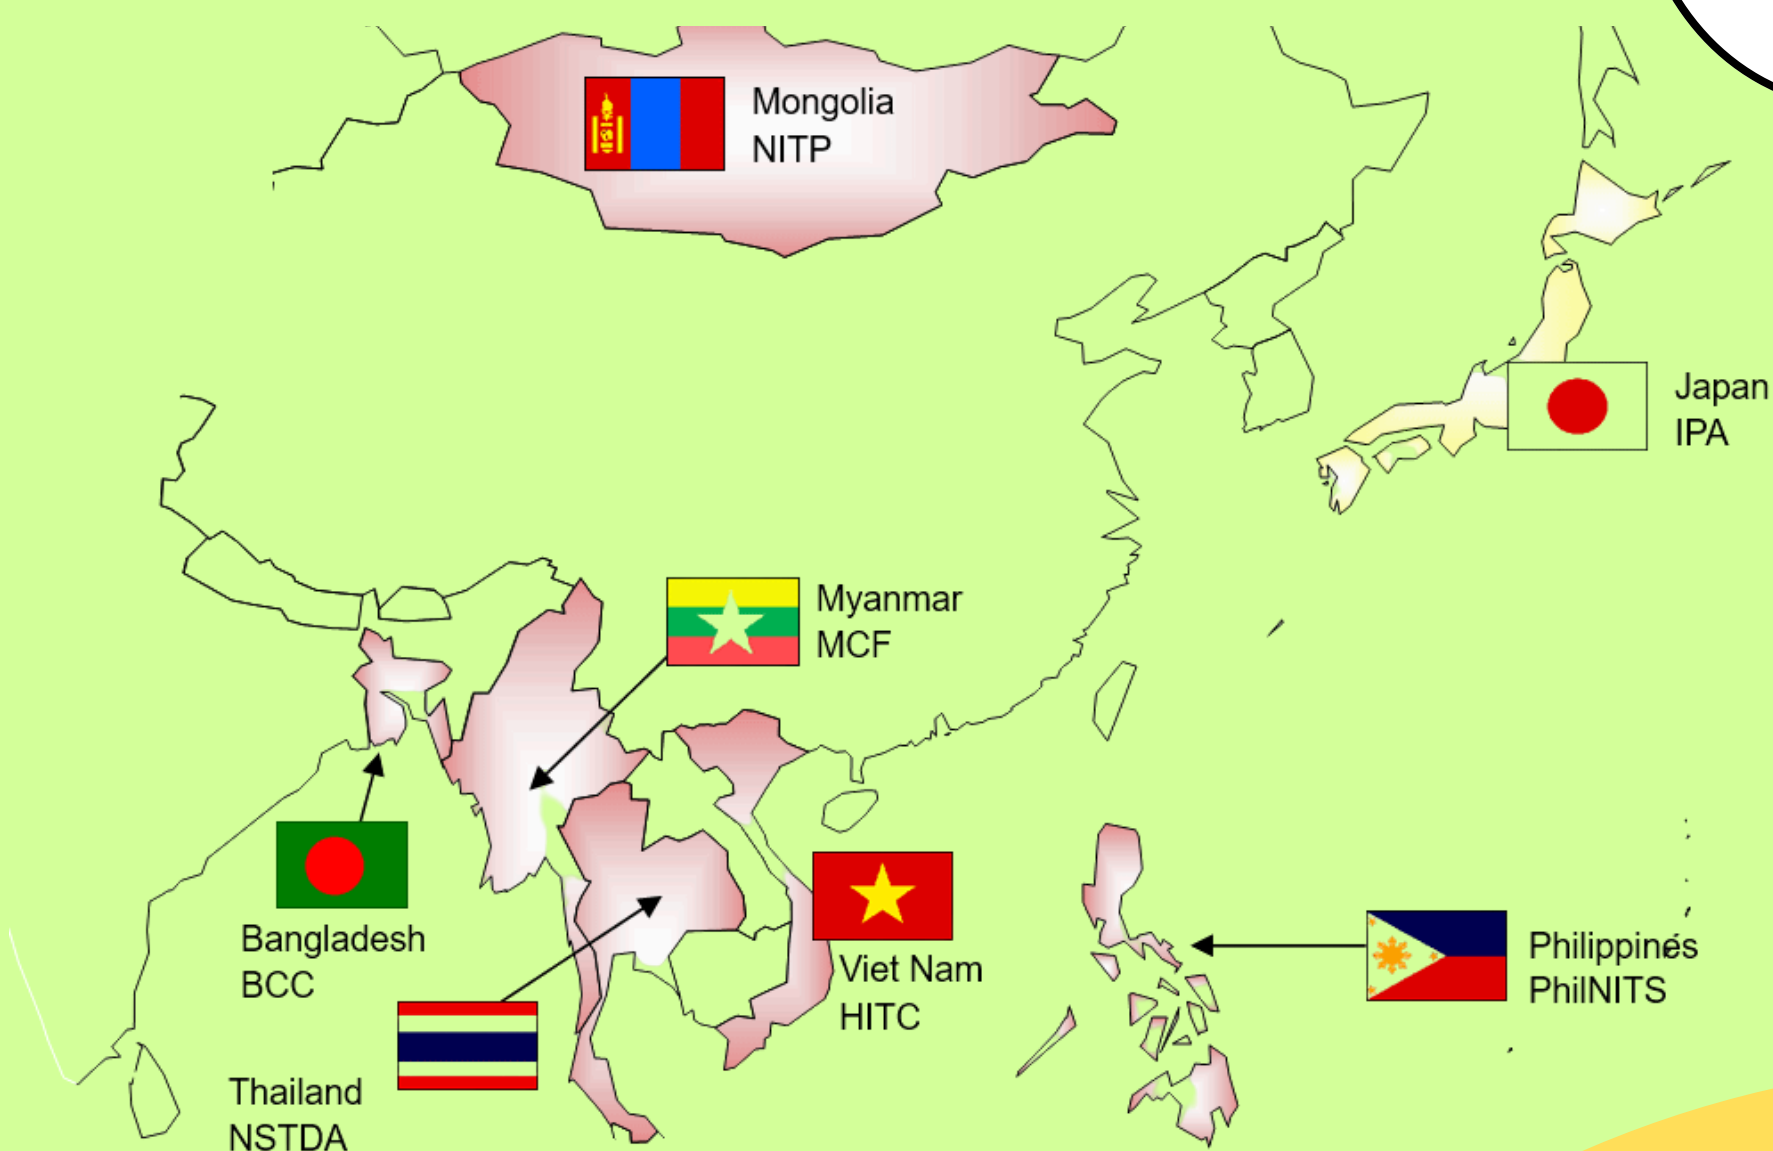 Mongolia
NITP
Japan
IPA
Myanmar
MCF
Bangladesh
BCC
Viet Nam
HITC
Philippines
PhilNITS
Thailand
NSTDA